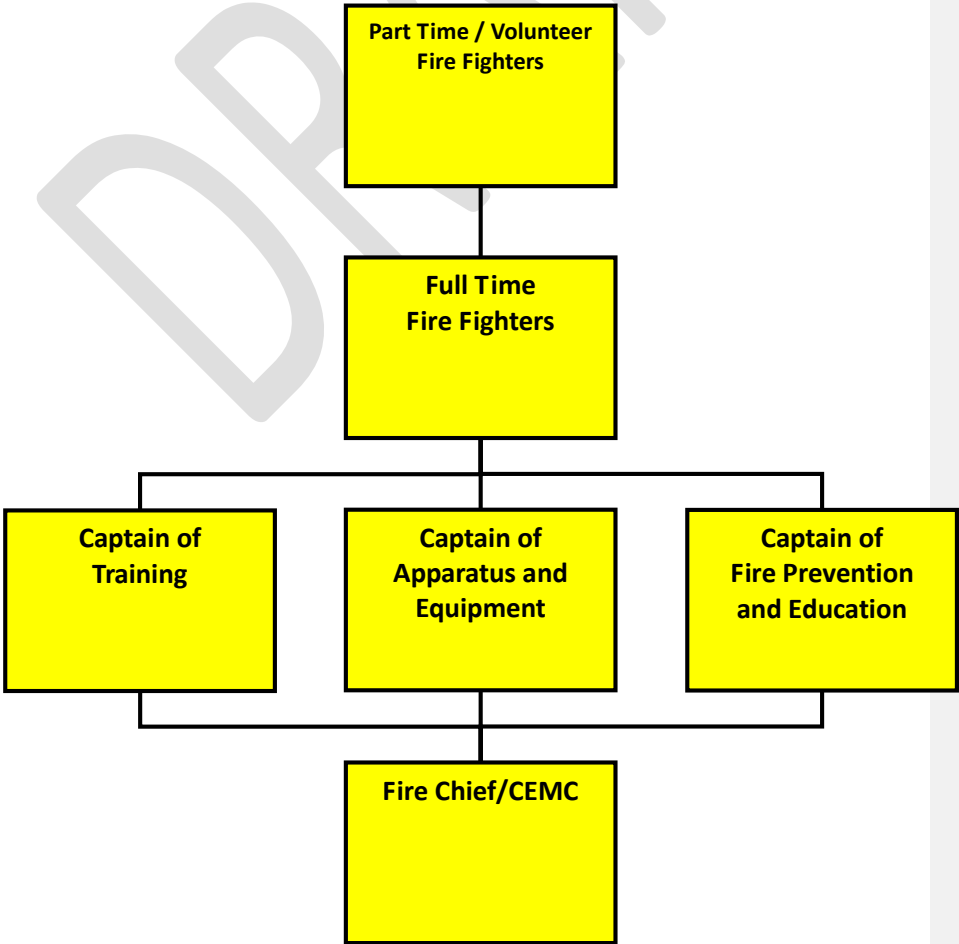 Part Time / Volunteer
Fire Fighters
Full Time
Fire Fighters
Captain of
Training
Captain of
Apparatus and
Equipment
Captain of
Fire Prevention
and Education
Fire Chief/CEMC